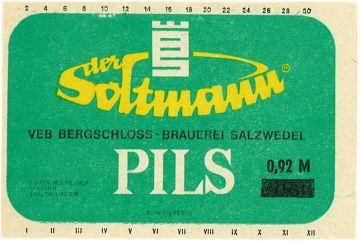 2 4 6 8 10 12 14 16 18 20 22 24 26 28 30
der
Soltmann®
VEB BERGSCHLOSS-BRAUEREI SALZWEDEL
PILS
0,92 M
I II III IV V VI VII VIII IX X XI XII